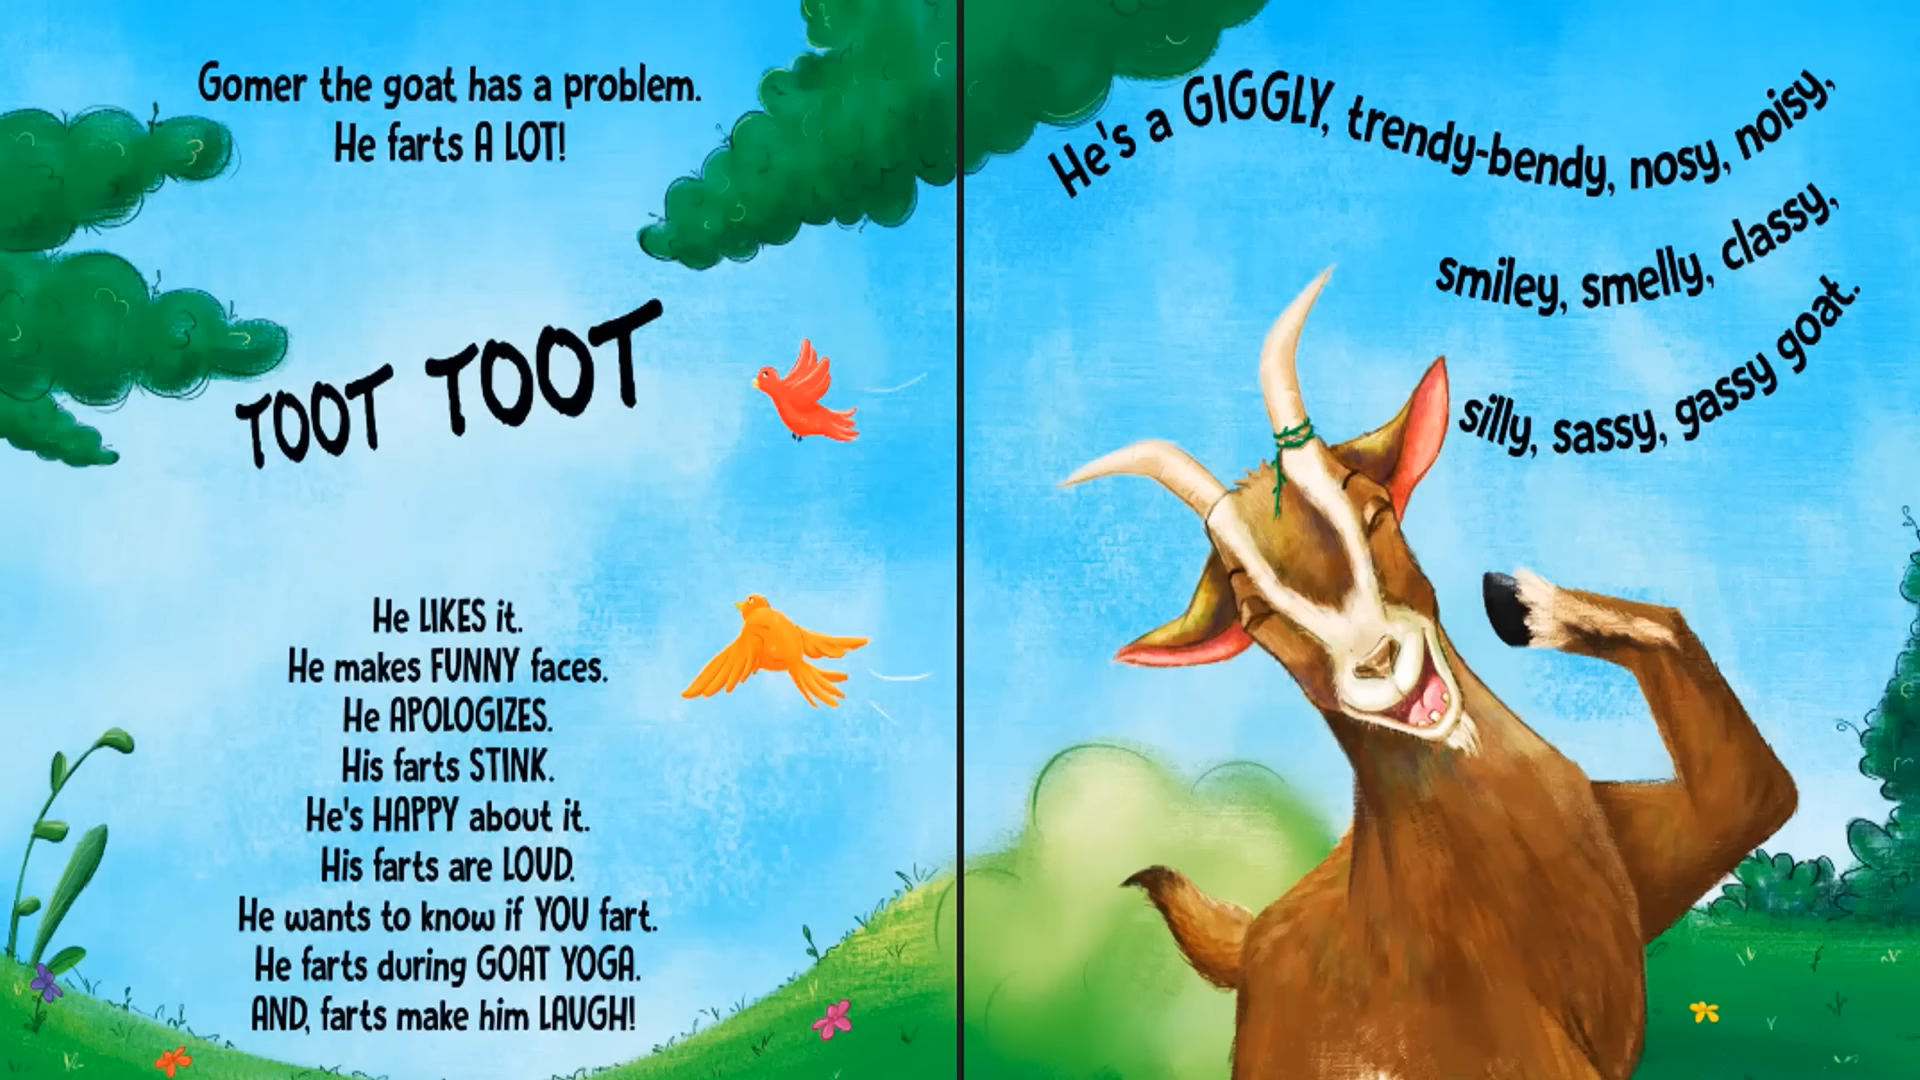 Gomer the goat has a problem.
He farts A LOT!
TOOT TOOT
He LIKES it.
He makes FUNNY faces.
He APOLOGIZES.
His farts STINK.
He's HAPPY about it.
His farts are LOUD.
He wants to know if YOU fart.
He farts during GOAT YOGA.
AND, farts make him LAUGH!
He's a GIGGLY, trendy-bendy, nosy, noisy,
smiley, smelly, classy,
silly, sassy, gassy goat.